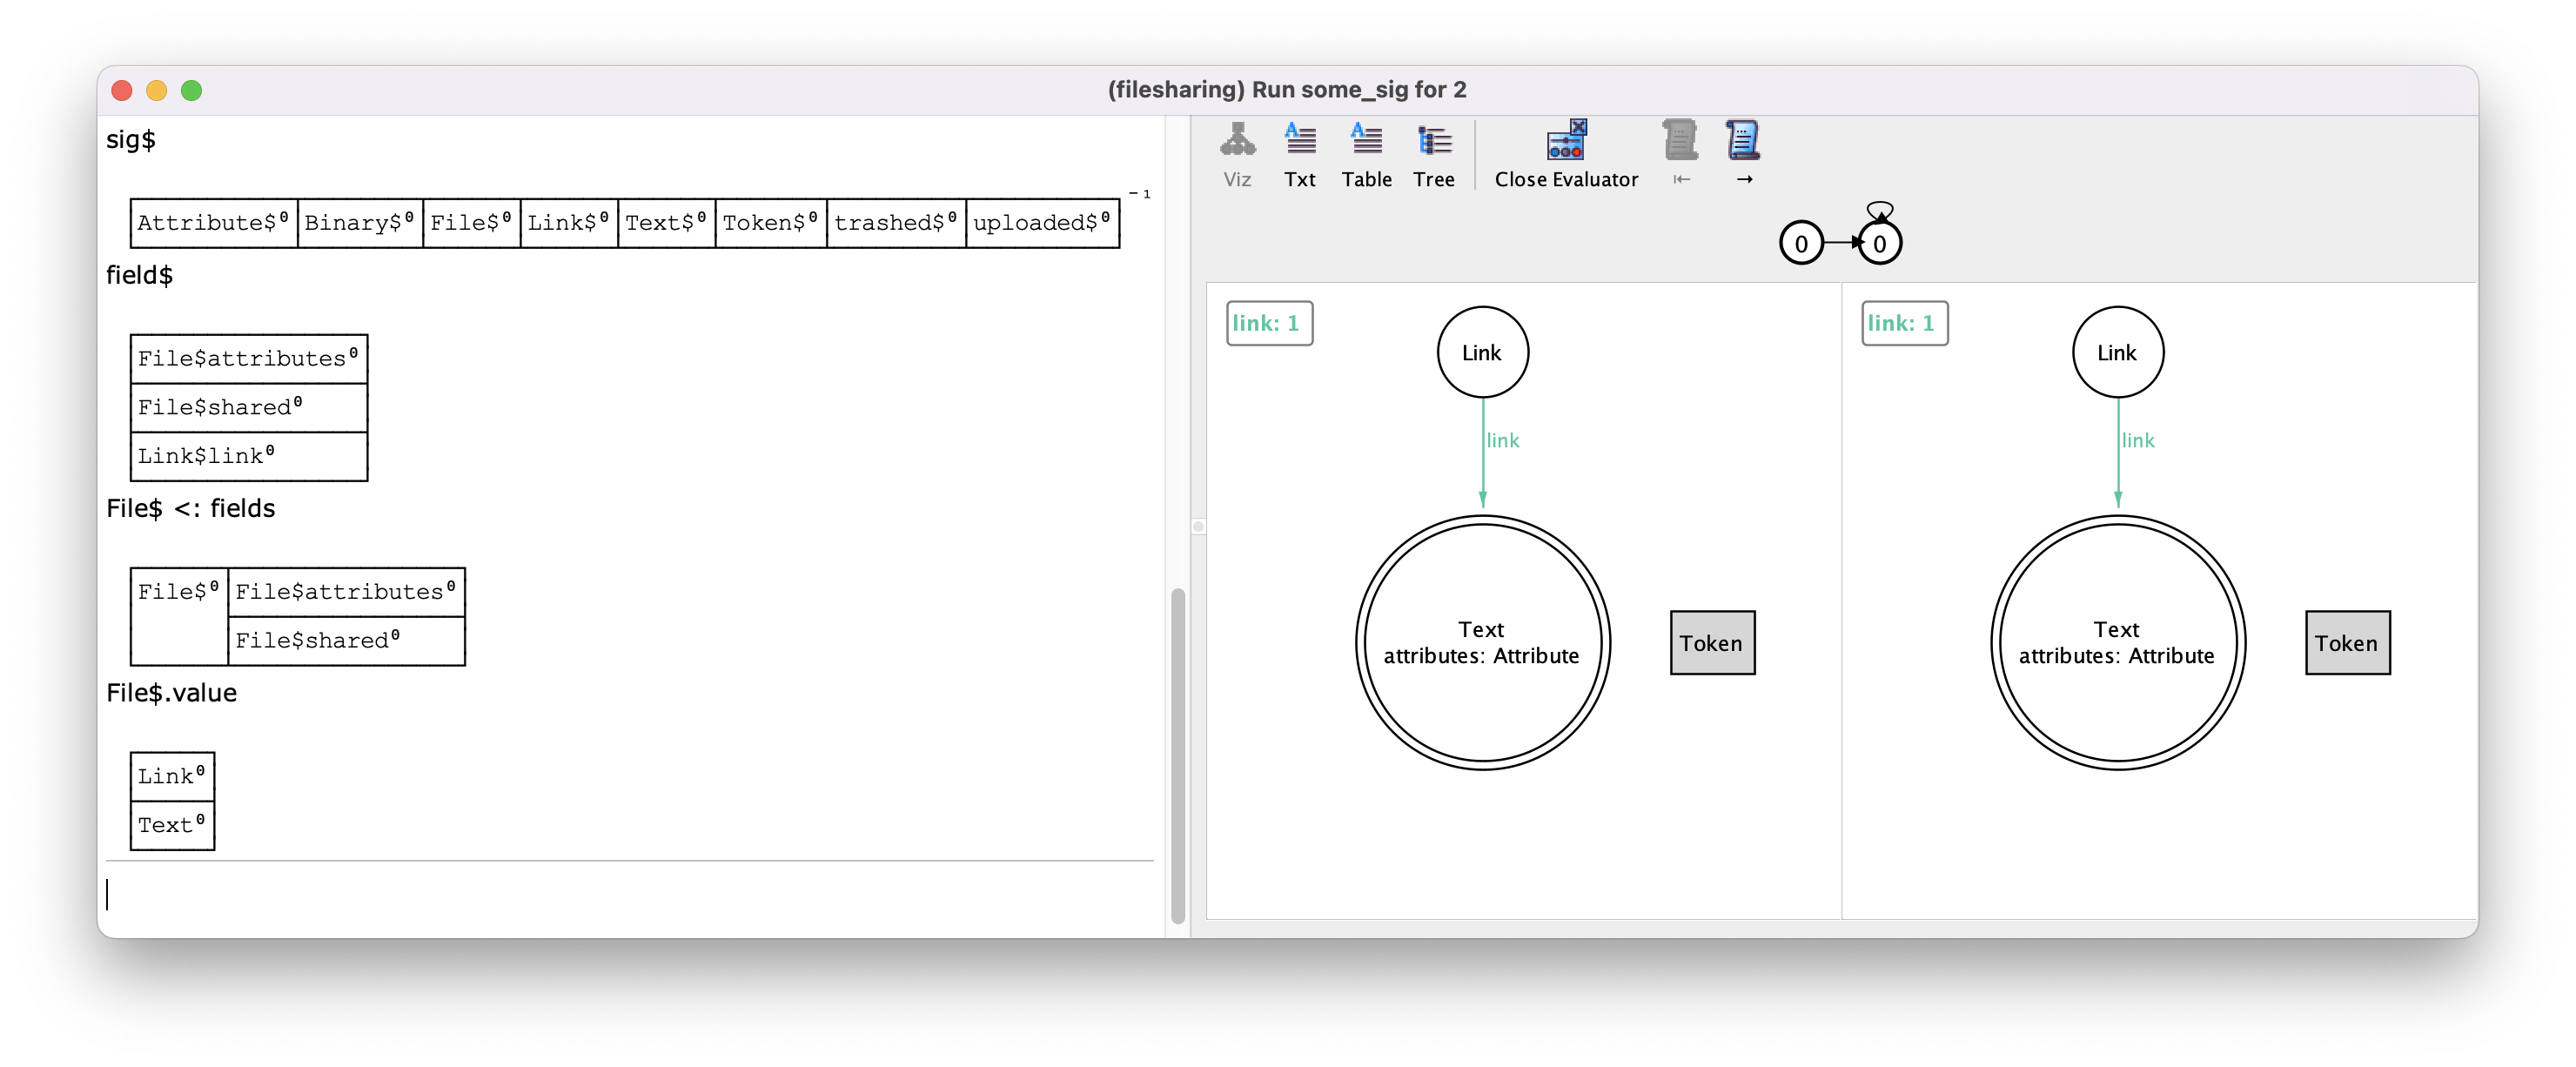 (filesharing) Run some_sig for 2
sig$
Attribute$⁰ Binary$⁰ File$⁰ Link$⁰ Text$⁰ Token$⁰ trashed$⁰ uploaded$⁰ ⁻¹
field$
File$attributes⁰
File$shared⁰
Link$link⁰
File$ <: fields
File$⁰ File$attributes⁰
File$shared⁰
File$.value
Link⁰
Text⁰
Viz Txt Table Tree Close Evaluator ⇤ →
0 0
link: 1
Link
link
Text
attributes: Attribute
Token
link: 1
Link
link
Text
attributes: Attribute
Token